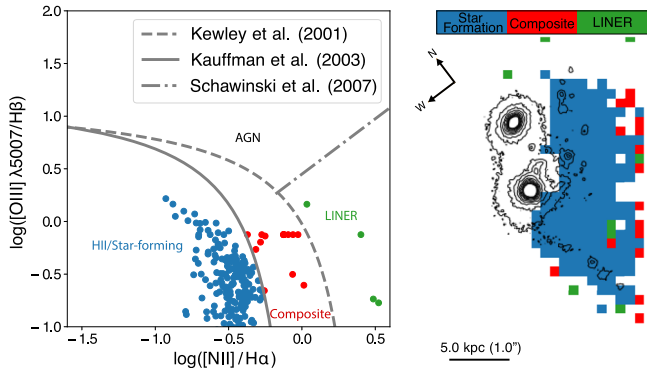 Kewley et al. (2001)
Kauffman et al. (2003)
Schawinski et al. (2007)
AGN
LINER
HII/Star-forming
Composite
log([OIII] λ5007/Hβ)
1.5
1.0
0.5
0.0
−0.5
−1.0
−1.5
−1.0
−0.5
0.0
0.5
log([NII]/Hα)
Star Formation
Composite
LINER
N
W
5.0 kpc (1.0")